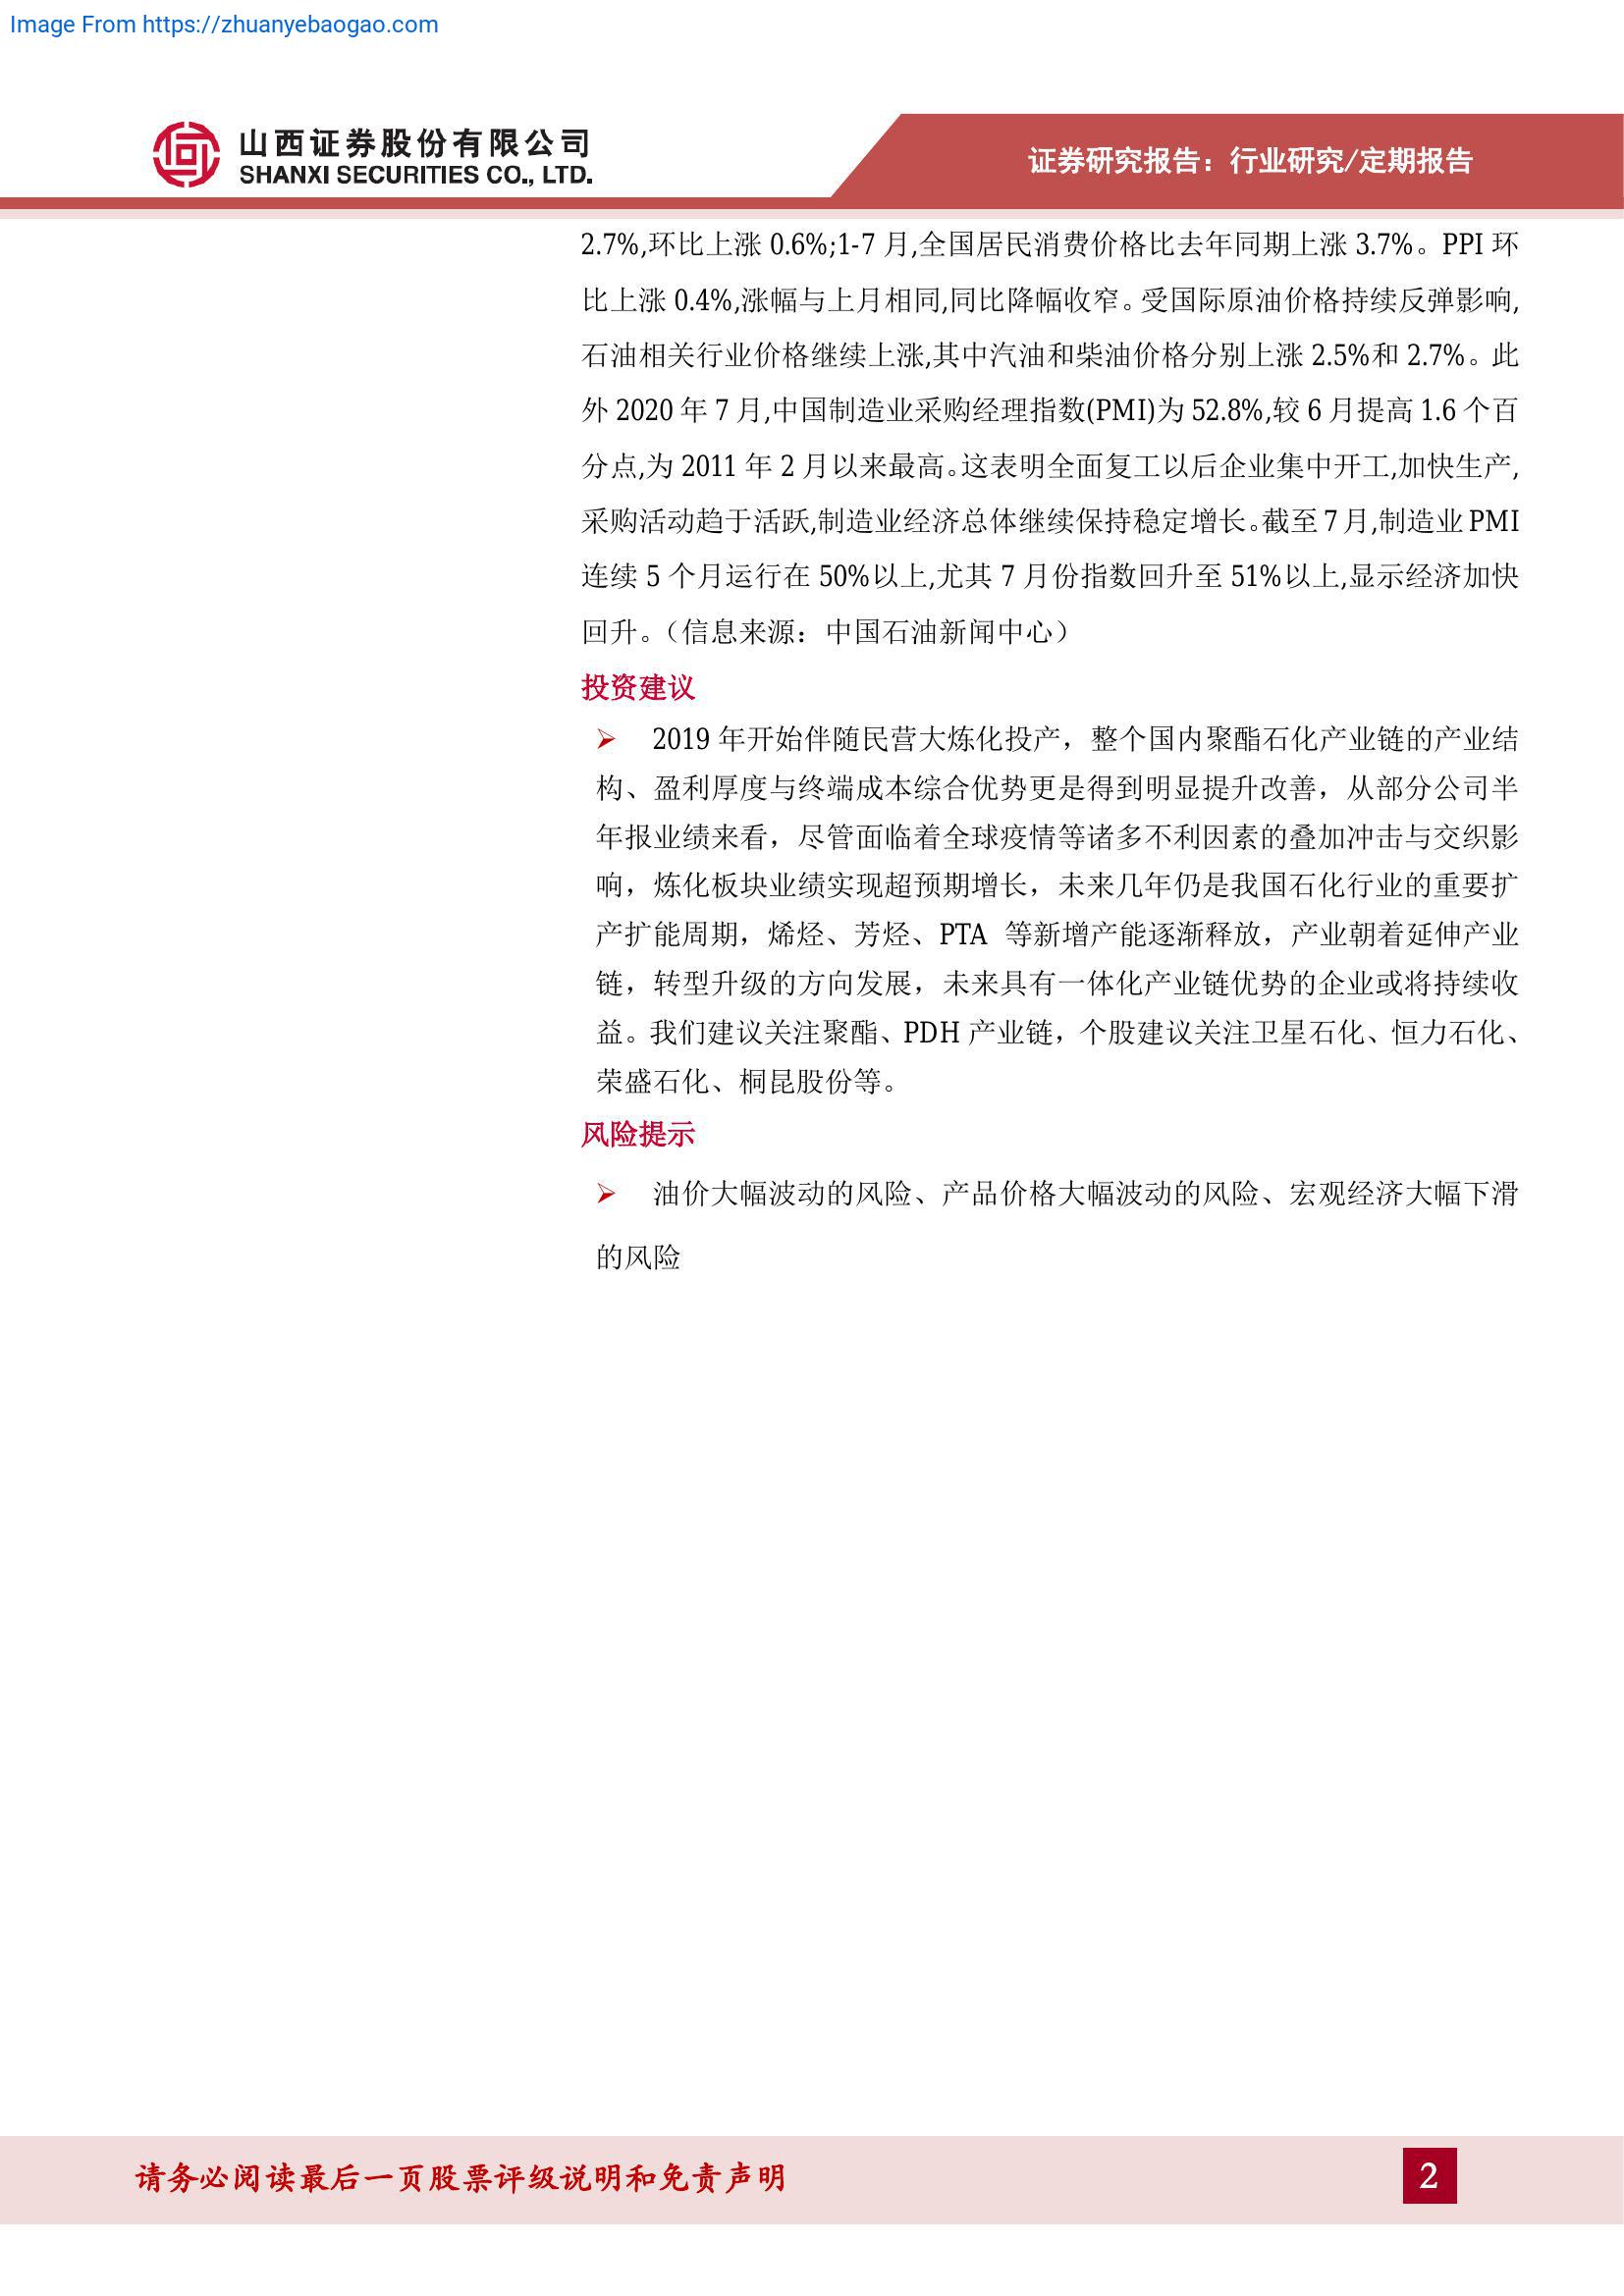 Image From https://zhuanyebaogao.com
山西证券股份有限公司
SHANXI SECURITIES CO., LTD.
证券研究报告：行业研究/定期报告
2.7%,环比上涨 0.6%;1-7 月,全国居民消费价格比去年同期上涨 3.7%。PPI 环
比上涨 0.4%,涨幅与上月相同,同比降幅收窄。受国际原油价格持续反弹影响,
石油相关行业价格继续上涨,其中汽油和柴油价格分别上涨 2.5%和 2.7%。此
外 2020 年 7 月,中国制造业采购经理指数(PMI)为 52.8%,较 6 月提高 1.6 个百
分点,为 2011 年 2 月以来最高。这表明全面复工以后企业集中开工,加快生产,
采购活动趋于活跃,制造业经济总体继续保持稳定增长。截至 7 月,制造业 PMI
连续 5 个月运行在 50%以上,尤其 7 月份指数回升至 51%以上,显示经济加快
回升。（信息来源：中国石油新闻中心）
投资建议
➢ 2019 年开始伴随民营大炼化投产，整个国内聚酯石化产业链的产业结
构、盈利厚度与终端成本综合优势更是得到明显提升改善，从部分公司半
年报业绩来看，尽管面临着全球疫情等诸多不利因素的叠加冲击与交织影
响，炼化板块业绩实现超预期增长，未来几年仍是我国石化行业的重要扩
产扩能周期，烯烃、芳烃、PTA 等新增产能逐渐释放，产业朝着延伸产业
链，转型升级的方向发展，未来具有一体化产业链优势的企业或将持续收
益。我们建议关注聚酯、PDH 产业链，个股建议关注卫星石化、恒力石化、
荣盛石化、桐昆股份等。
风险提示
➢ 油价大幅波动的风险、产品价格大幅波动的风险、宏观经济大幅下滑
的风险
请务必阅读最后一页股票评级说明和免责声明
2